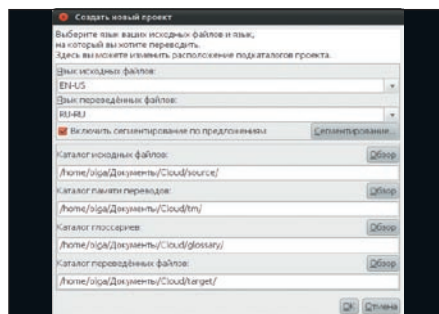 Создать новый проект
Выберите язык ваших исходных файлов и язык,
на который вы хотите переводить.
Здесь вы можете изменить расположение подкаталогов проекта.
Язык исходных файлов:
EN-US
Язык переведённых файлов:
RU-RU
Включить сегментирование по предложениям
Сегментирование...
Каталог исходных файлов:
Обзор
/home/olga/Документы/Cloud/source/
Каталог памяти переводов:
Обзор
/home/olga/Документы/Cloud/tm/
Каталог глоссариев:
Обзор
/home/olga/Документы/Cloud/glossary/
Каталог переведённых файлов:
Обзор
/home/olga/Документы/Cloud/target/
OK Отмена